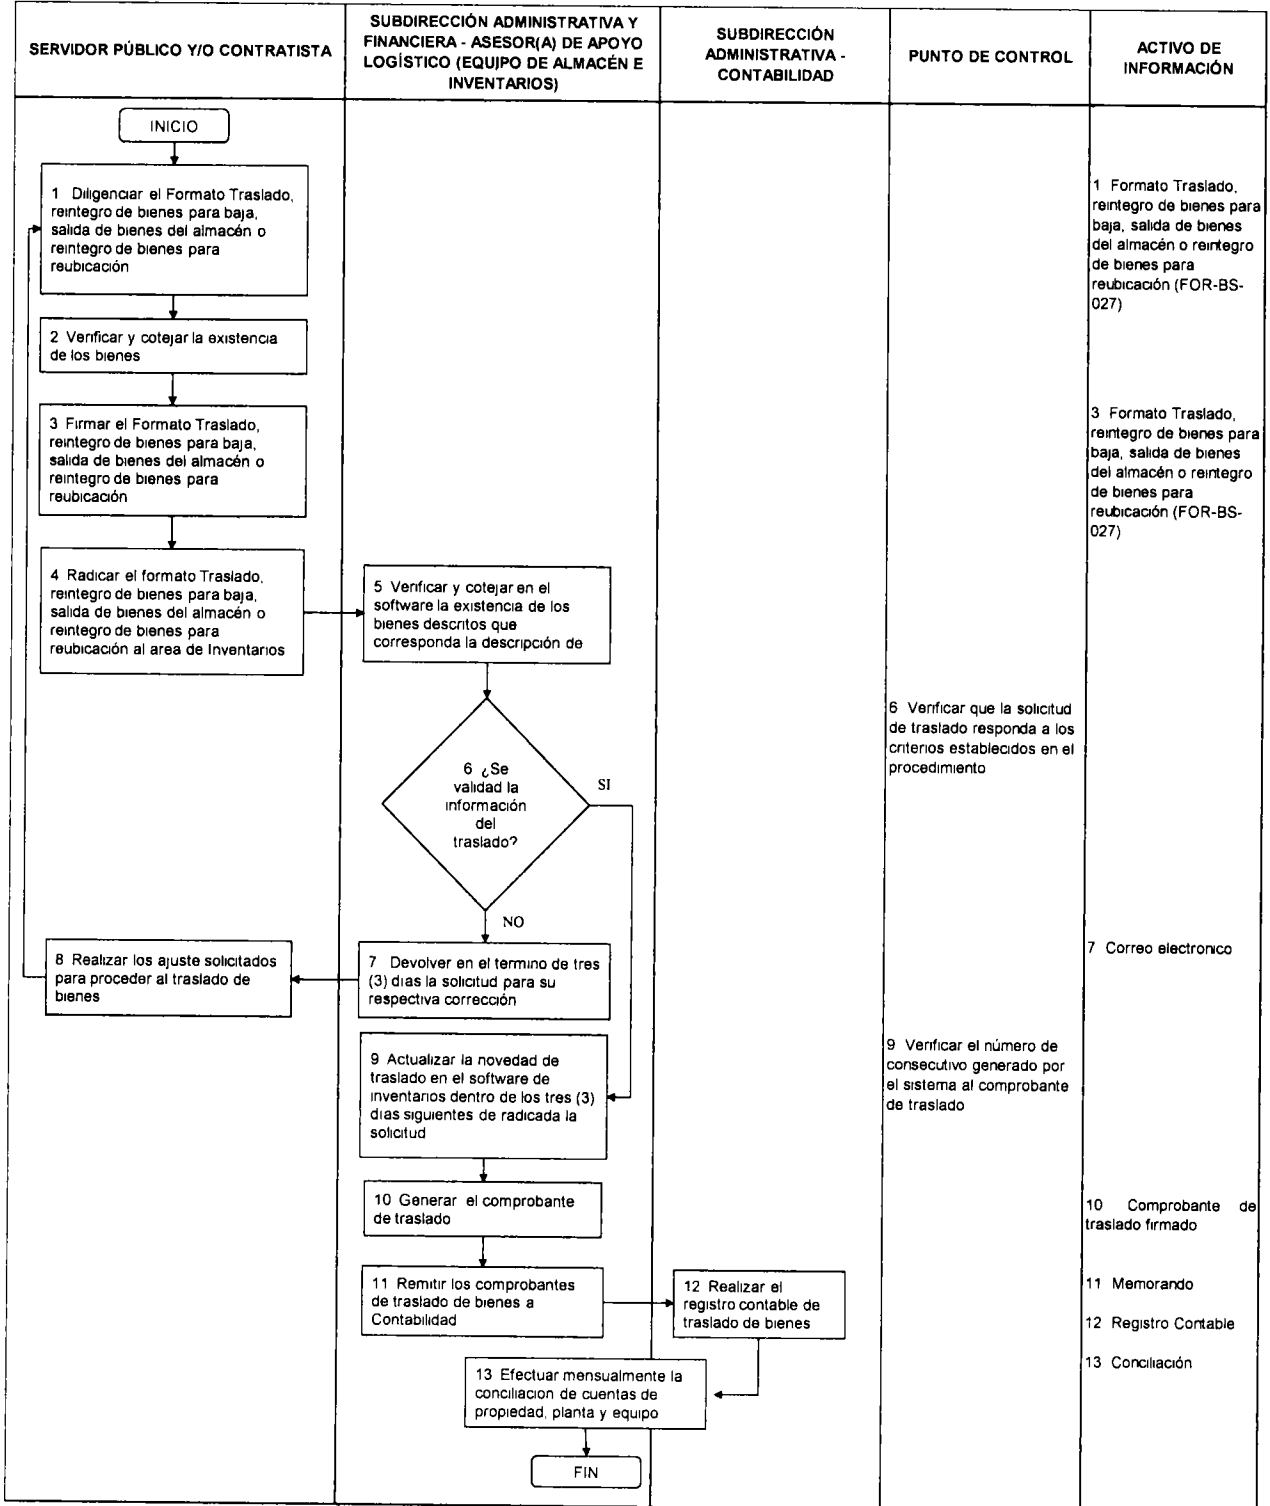 SERVIDOR PÚBLICO Y/O CONTRATISTA
SUBDIRECCIÓN ADMINISTRATIVA Y
FINANCIERA - ASESOR(A) DE APOYO
LOGÍSTICO (EQUIPO DE ALMACÉN E
INVENTARIOS)
SUBDIRECCIÓN
ADMINISTRATIVA -
CONTABILIDAD
PUNTO DE CONTROL
ACTIVO DE
INFORMACIÓN
INICIO
1 Diligenciar el Formato Traslado,
reintegro de bienes para baja,
salida de bienes del almacén o
reintegro de bienes para
reubicación
1 Formato Traslado,
reintegro de bienes para
baja, salida de bienes
del almacén o reintegro
de bienes para
reubicación (FOR-BS-
027)
2 Verificar y cotejar la existencia
de los bienes
3 Firmar el Formato Traslado,
reintegro de bienes para baja,
salida de bienes del almacén o
reintegro de bienes para
reubicación
3 Formato Traslado,
reintegro de bienes para
baja, salida de bienes
del almacén o reintegro
de bienes para
reubicación (FOR-BS-
027)
4 Radicar el formato Traslado,
reintegro de bienes para baja,
salida de bienes del almacén o
reintegro de bienes para
reubicación al area de Inventarios
5 Verificar y cotejar en el
software la existencia de los
bienes descritos que
corresponda la descripción de
6 ¿Se
validad la
información
del
traslado?
SI
NO
6 Verificar que la solicitud
de traslado responda a los
criterios establecidos en el
procedimiento
7 Devolver en el termino de tres
(3) dias la solicitud para su
respectiva corrección
7 Correo electronico
8 Realizar los ajuste solicitados
para proceder al traslado de
bienes
9 Actualizar la novedad de
traslado en el software de
inventarios dentro de los tres (3)
dias siguientes de radicada la
solicitud
9 Verificar el número de
consecutivo generado por
el sistema al comprobante
de traslado
10 Generar el comprobante
de traslado
10 Comprobante de
traslado firmado
11 Remitir los comprobantes
de traslado de bienes a
Contabilidad
12 Realizar el
registro contable de
traslado de bienes
11 Memorando
12 Registro Contable
13 Conciliación
13 Efectuar mensualmente la
conciliacion de cuentas de
propiedad, planta y equipo
FIN